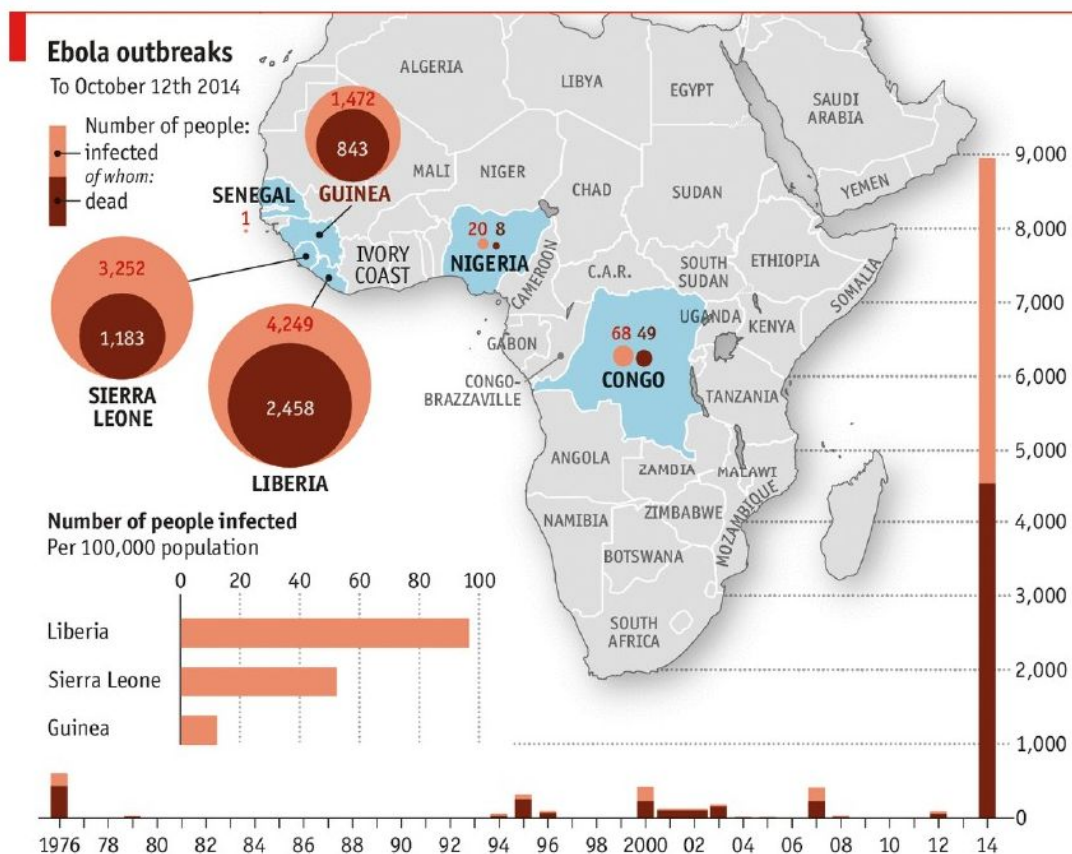 Ebola outbreaks
To October 12th 2014
Number of people:
infected
of whom:
dead
1,472
843
GUINEA
SENEGAL
1
3,252
1,183
SIERRA
LEONE
4,249
2,458
LIBERIA
20 8
NIGERIA
68 49
CONGO
ALGERIA
LIBYA
EGYPT
SAUDI
ARABIA
YEMEN
MALI
NIGER
CHAD
SUDAN
IVORY
COAST
CAMEROON
C.A.R.
SOUTH
SUDAN
ETHIOPIA
SOMALIA
UGANDA
KENYA
GABON
CONGO-
BRAZZAVILLE
TANZANIA
ANGOLA
ZAMBIA
MALAWI
MOZAMBIQUE
ZIMBABWE
NAMIBIA
BOTSWANA
SOUTH
AFRICA
9,000
8,000
7,000
6,000
5,000
4,000
3,000
2,000
1,000
0
Number of people infected
Per 100,000 population
0 20 40 60 80 100
Liberia
Sierra Leone
Guinea
1976 78 80 82 84 86 88 90 92 94 96 98 2000 02 04 06 08 10 12 14